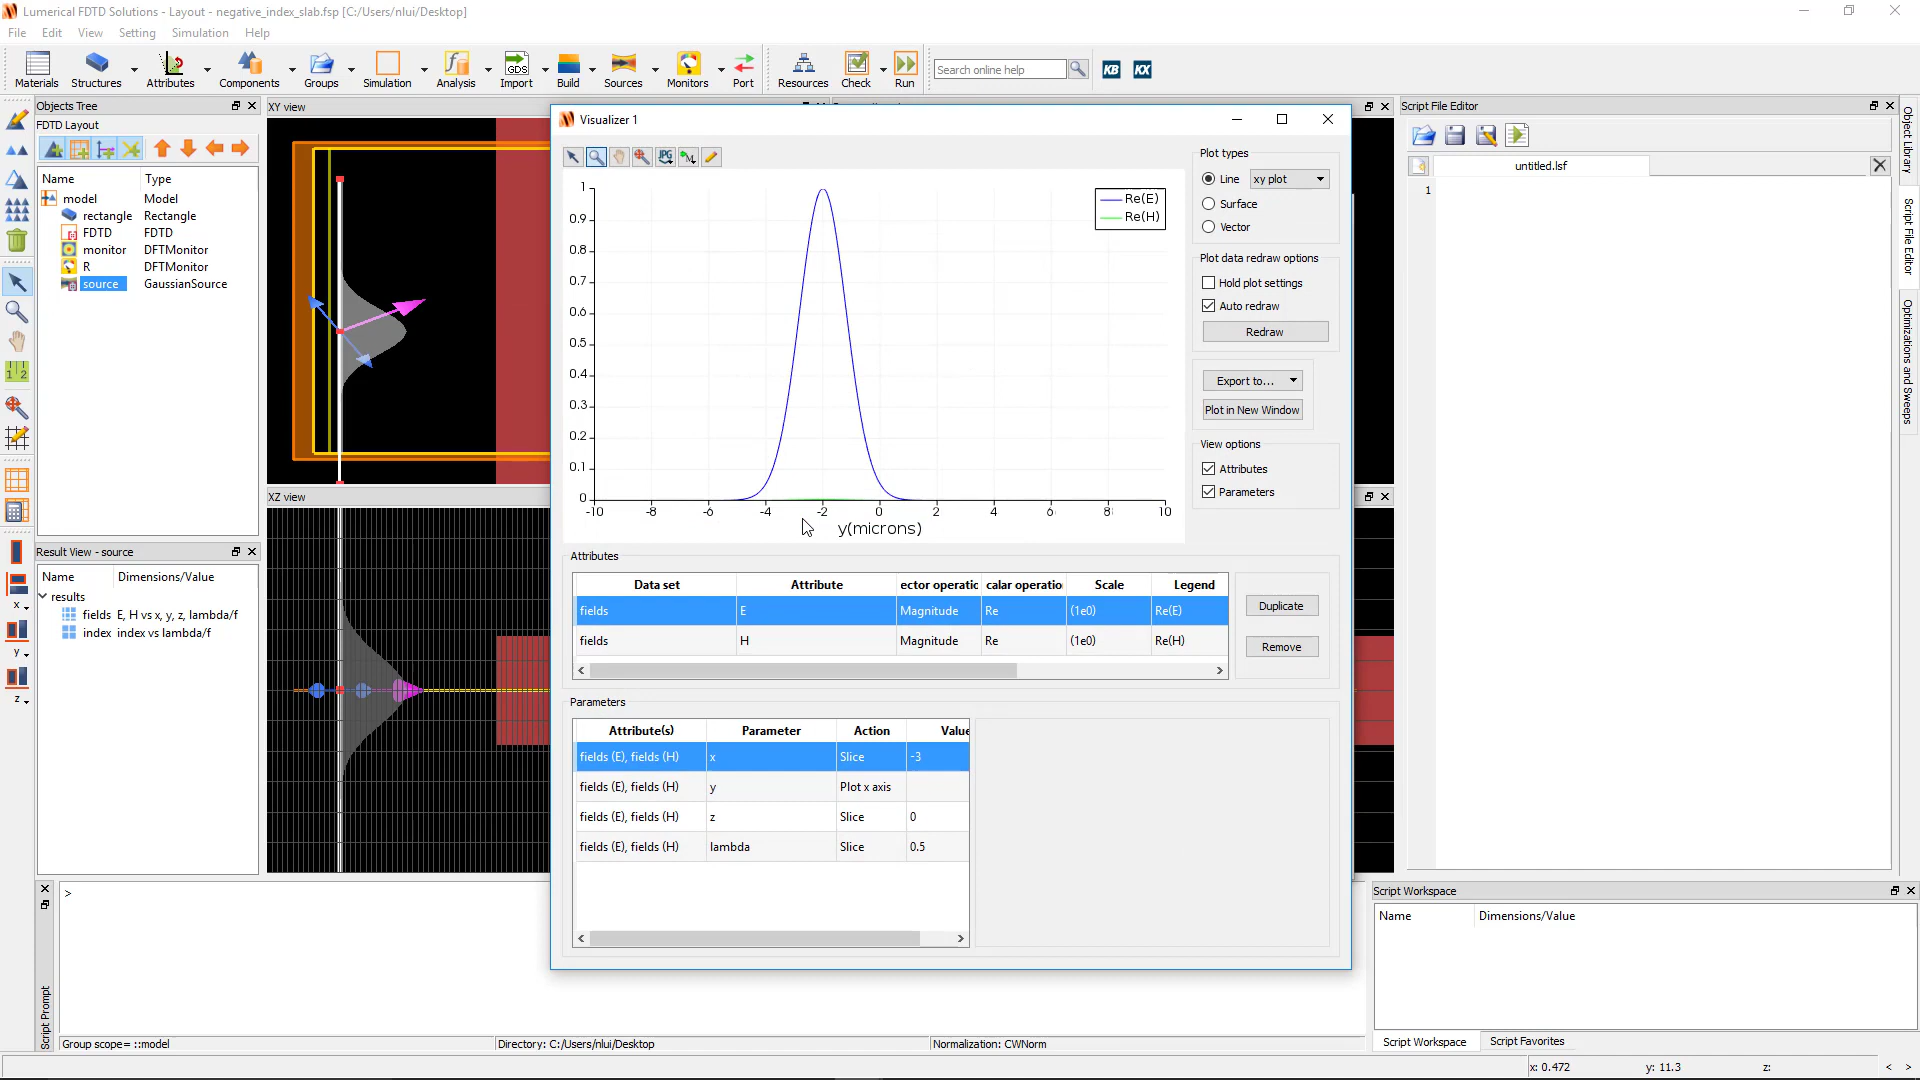 Lumerical FDTD Solutions - Layout - negative_index_slab.fsp [C:/Users/nlui/Desktop]
File Edit View Setting Simulation Help
Materials Structures Attributes Components Groups Simulation Analysis Import Build Sources Monitors Port Resources Check Run
GDS
Search online help
KB KX
Objects Tree
FDTD Layout
Name Type
model Model
rectangle Rectangle
FDTD FDTD
monitor DFTMonitor
R DFTMonitor
source GaussianSource
Result View - source
Name Dimensions/Value
results
fields E, H vs x, y, z, lambda/f
index index vs lambda/f
x
y
z
XY view
XZ view
Visualizer 1
JPG
1
0.9
0.8
0.7
0.6
0.5
0.4
0.3
0.2
0.1
0
-10 -8 -6 -4 -2 0 2 4 6 8 10
y(microns)
Re(E)
Re(H)
Plot types
Line xy plot
Surface
Vector
Plot data redraw options
Hold plot settings
Auto redraw
Redraw
Export to...
Plot in New Window
View options
Attributes
Parameters
Attributes
Data set Attribute ector operatic calar operatio Scale Legend
fields E Magnitude Re (1e0) Re(E)
fields H Magnitude Re (1e0) Re(H)
Duplicate
Remove
Parameters
Attribute(s) Parameter Action Value
fields (E), fields (H) x Slice -3
fields (E), fields (H) y Plot x axis
fields (E), fields (H) z Slice 0
fields (E), fields (H) lambda Slice 0.5
Script File Editor
untitled.lsf
1
Object Library
Script File Editor
Optimizations and Sweeps
>
Script Prompt
Script Workspace
Name Dimensions/Value
Script Workspace Script Favorites
Group scope= ::model
Directory: C:/Users/nlui/Desktop
Normalization: CWNorm
x: 0.472 y: 11.3 z: